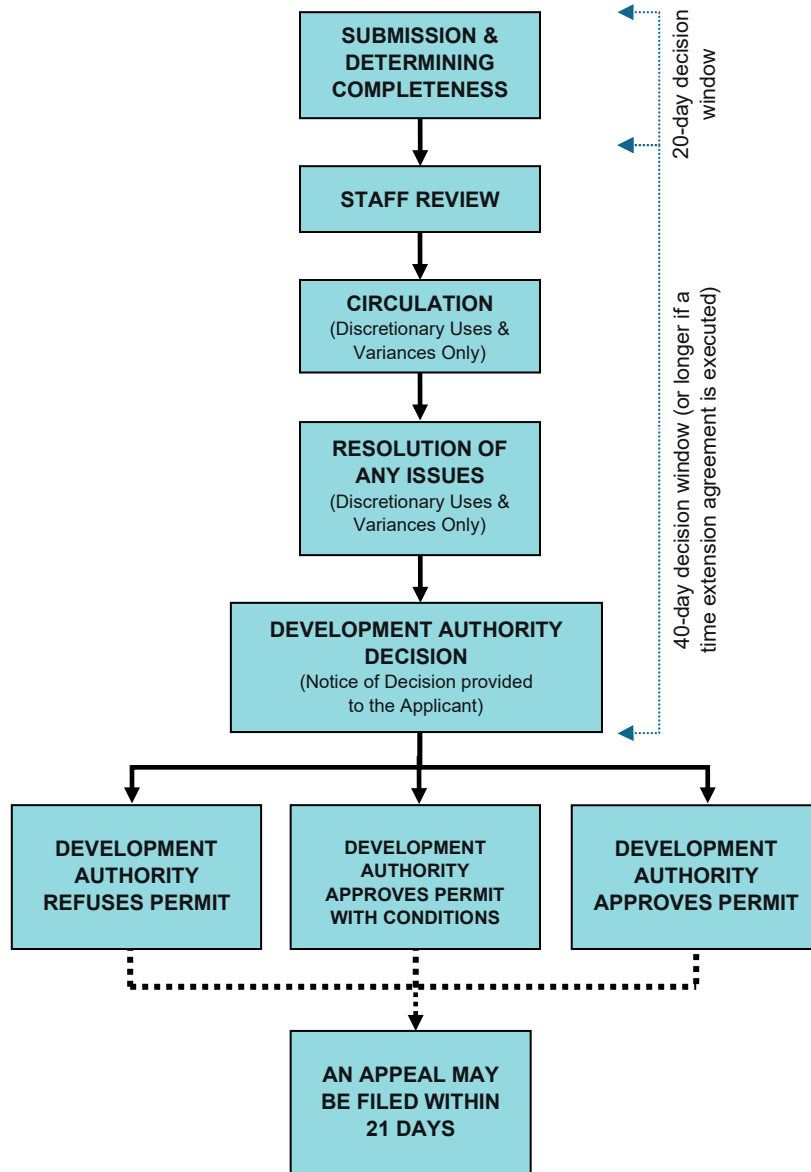 SUBMISSION &
DETERMINING
COMPLETENESS
20-day decision
window
STAFF REVIEW
CIRCULATION
(Discretionary Uses &
Variances Only)
RESOLUTION OF
ANY ISSUES
(Discretionary Uses &
Variances Only)
40-day decision window (or longer if a
time extension agreement is executed)
DEVELOPMENT AUTHORITY
DECISION
(Notice of Decision provided
to the Applicant)
DEVELOPMENT
AUTHORITY
REFUSES PERMIT
DEVELOPMENT
AUTHORITY
APPROVES PERMIT
WITH CONDITIONS
DEVELOPMENT
AUTHORITY
APPROVES PERMIT
AN APPEAL MAY
BE FILED WITHIN
21 DAYS